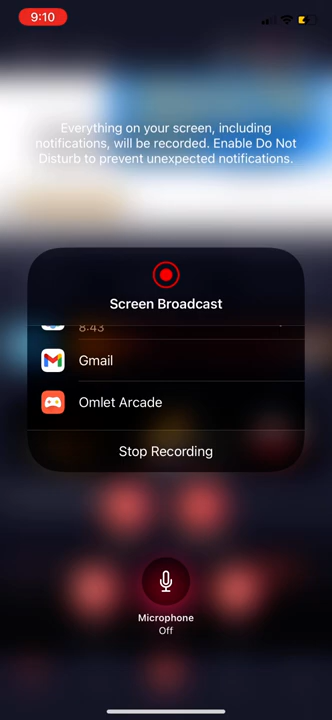 9:10
Everything on your screen, including
notifications, will be recorded. Enable Do Not
Disturb to prevent unexpected notifications.
Screen Broadcast
8:43
Gmail
Omlet Arcade
Stop Recording
Microphone
Off